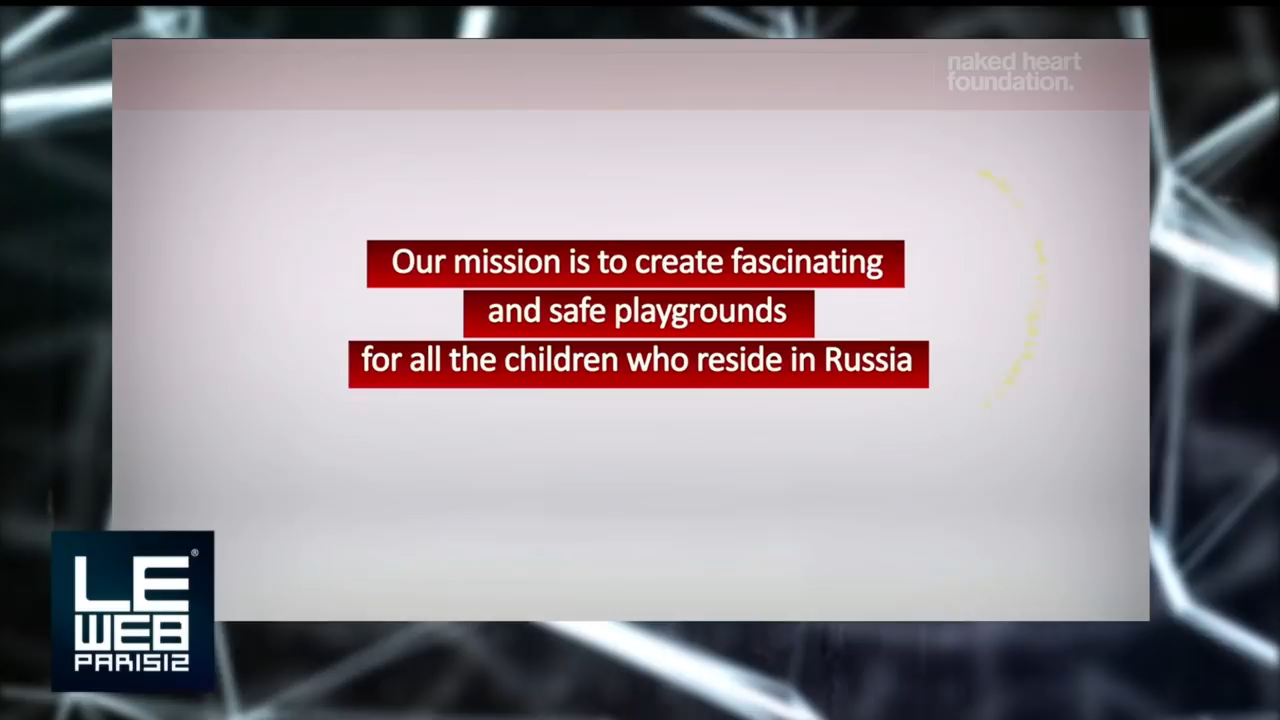 naked heart
foundation.
Our mission is to create fascinating
and safe playgrounds
for all the children who reside in Russia
LE®
WEB
PARIS12